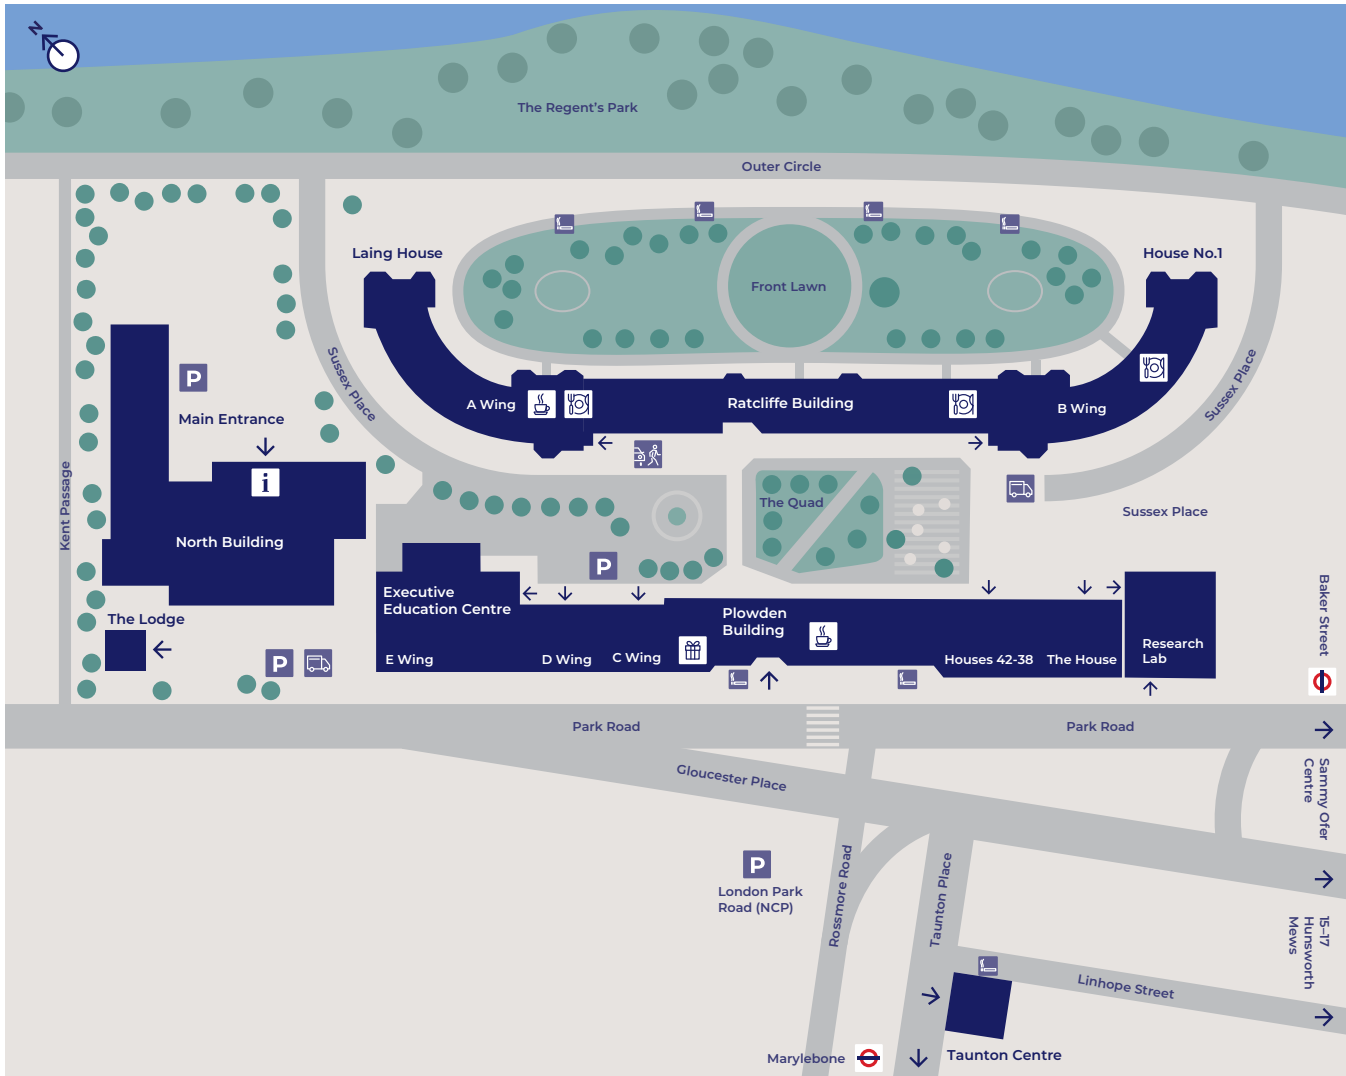 N
The Regent's Park
Outer Circle
Laing House
House No.1
Front Lawn
Sussex Place
Sussex Place
P
Main Entrance
A Wing
Ratcliffe Building
B Wing
i
Kent Passage
North Building
The Quad
Sussex Place
P
Executive
Education Centre
The Lodge
Plowden
Building
P
E Wing
D Wing
C Wing
Houses 42-38
The House
Research
Lab
Baker Street
Park Road
Park Road
Gloucester Place
Sammy Ofer
Centre
P
London Park
Road (NCP)
Rossmore Road
Taunton Place
15–17
Hunsworth
Mews
Linhope Street
Marylebone
Taunton Centre